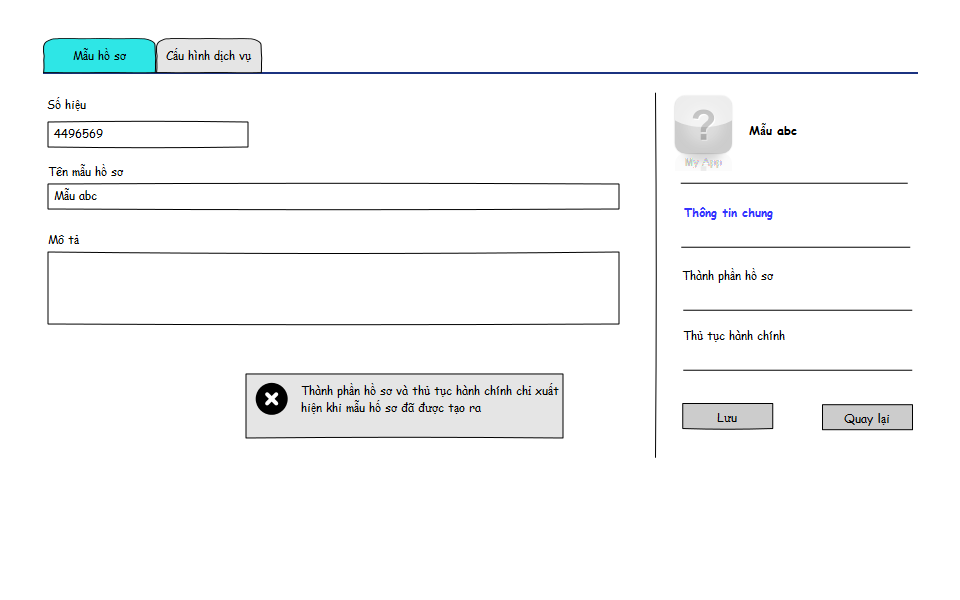 Mẫu hồ sơ
Cấu hình dịch vụ
Số hiệu
4496569
Tên mẫu hồ sơ
Mẫu abc
Mô tả
Thành phần hồ sơ và thủ tục hành chính chỉ xuất
hiện khi mẫu hố sơ đã được tạo ra
?
My App
Mẫu abc
Thông tin chung
Thành phần hồ sơ
Thủ tục hành chính
Lưu
Quay lại